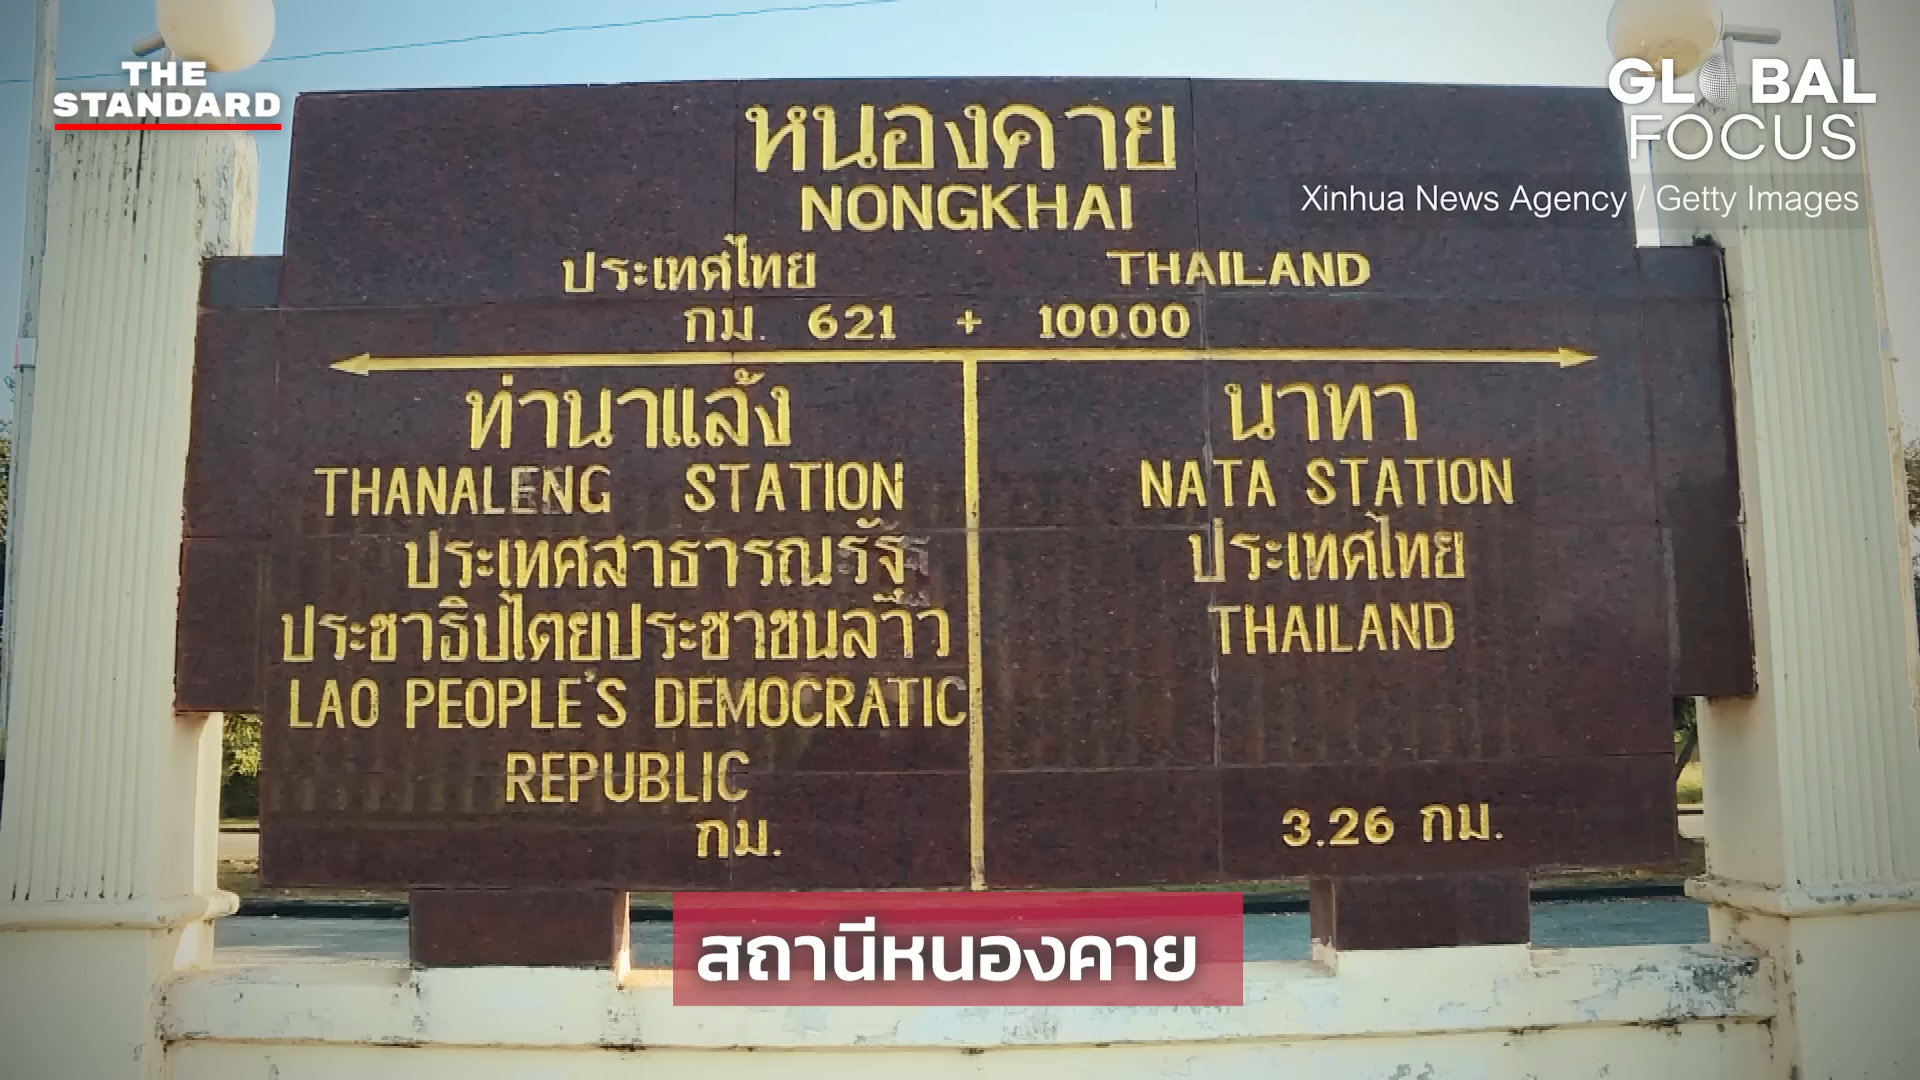 THE
STANDARD
GLOBAL
FOCUS
Xinhua News Agency / Getty Images
หนองคาย
NONGKHAI
ประเทศไทย THAILAND
กม. 621 + 100.00
ท่านาแล้ง
THANALENG STATION
ประเทศสาธารณรัฐ
ประชาธิปไตยประชาชนลาว
LAO PEOPLE'S DEMOCRATIC
REPUBLIC
กม.
นาทา
NATA STATION
ประเทศไทย
THAILAND
3.26 กม.
สถานีหนองคาย